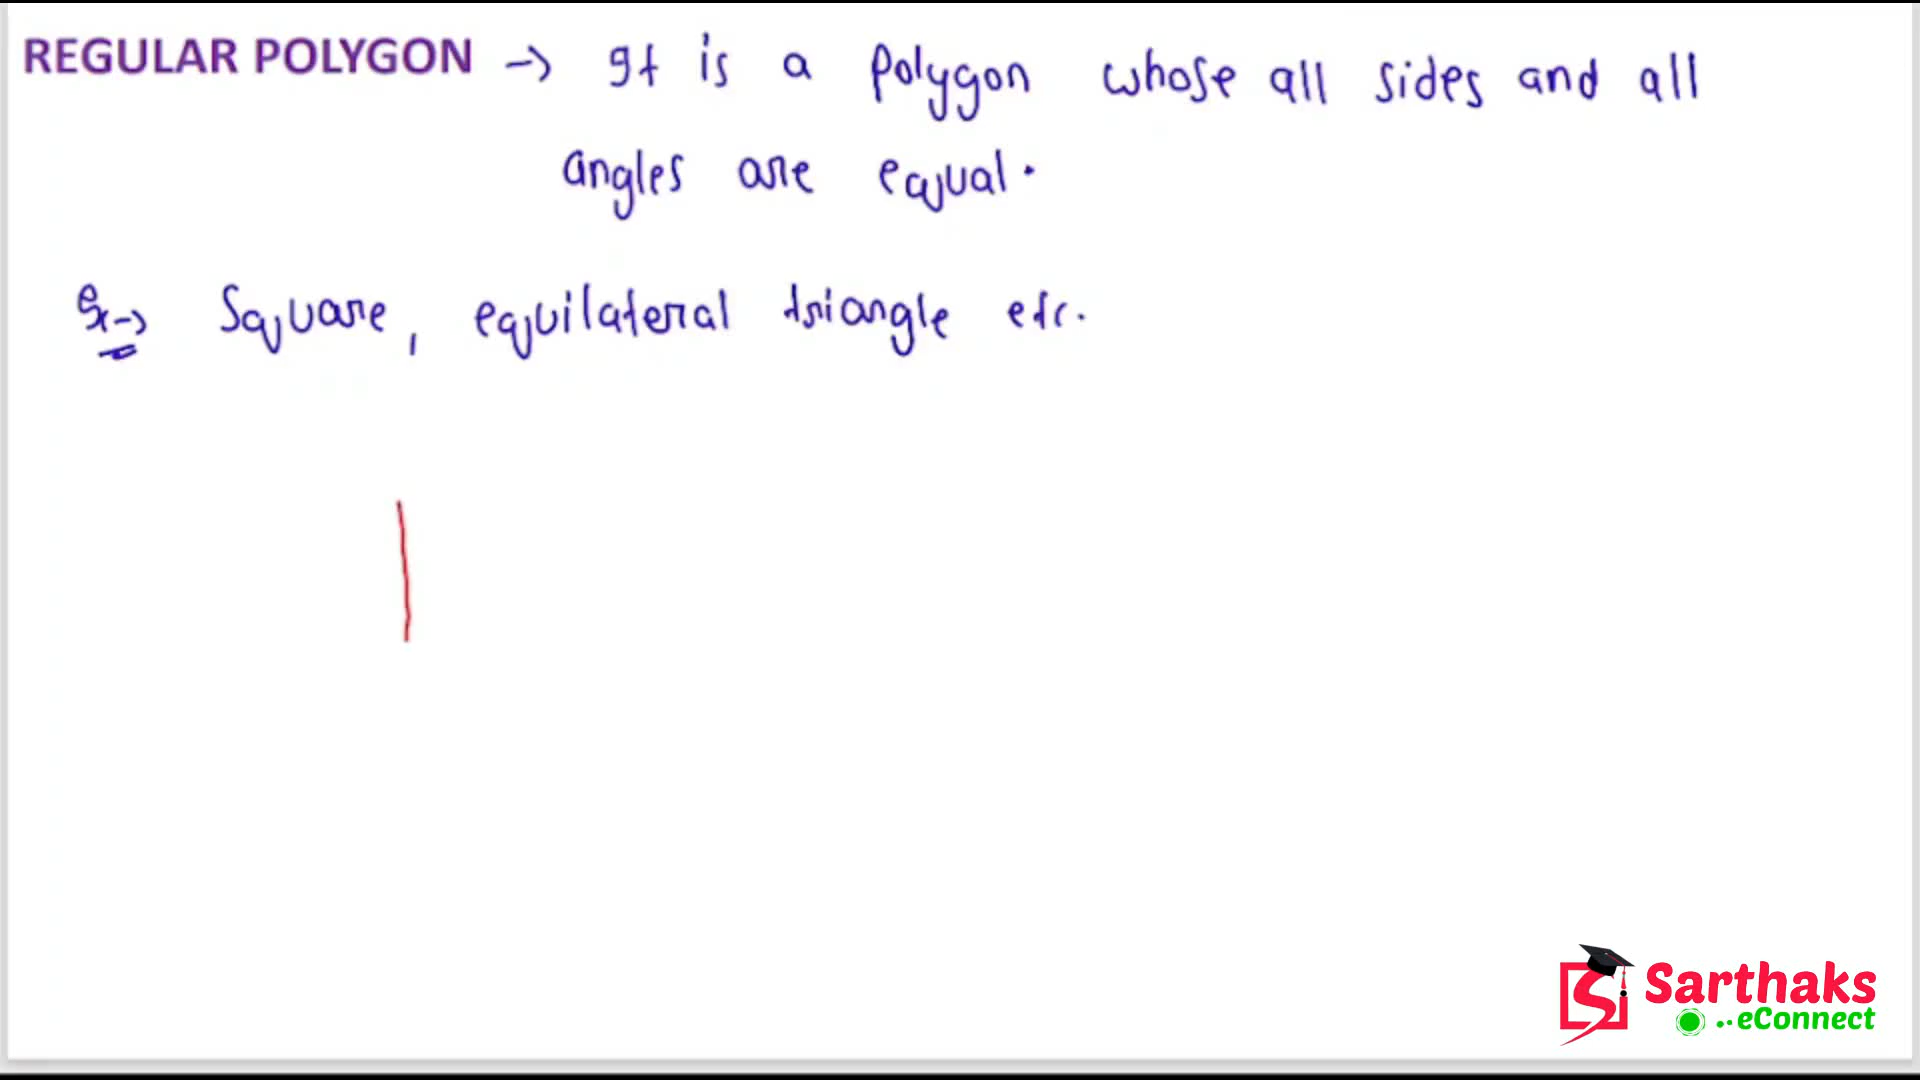 REGULAR POLYGON → It is a polygon whose all sides and all
angles are equal.
Ex→ Square, equilateral triangle etc.
Sarthaks
eConnect